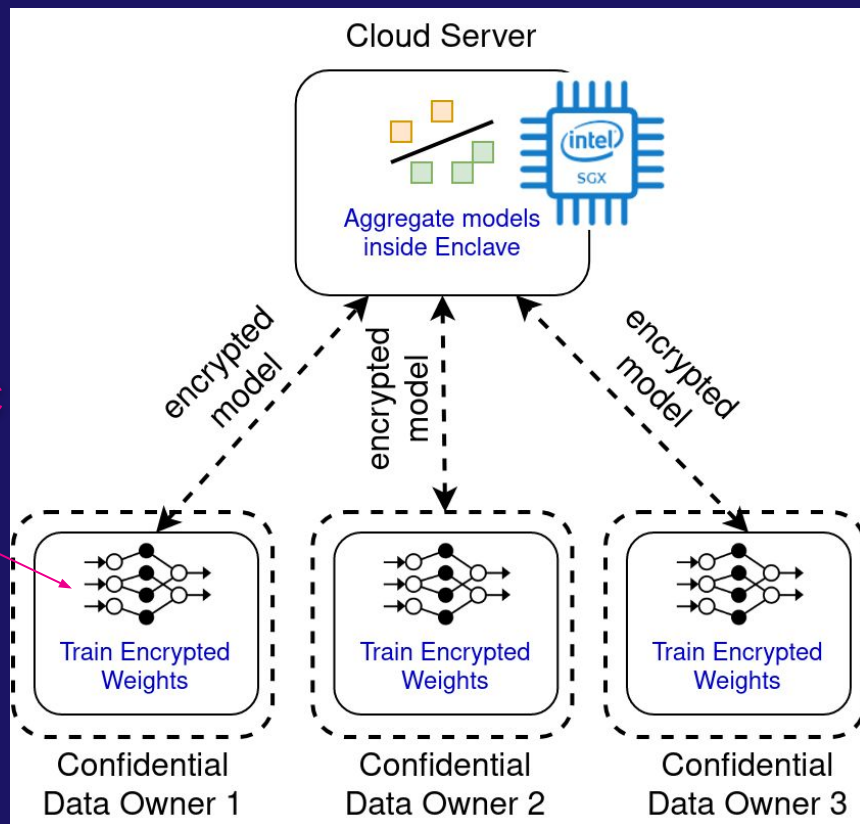 Cloud Server
intel
SGX
Aggregate models
inside Enclave
encrypted
model
encrypted
model
encrypted
model
Train Encrypted
Weights
Train Encrypted
Weights
Train Encrypted
Weights
Confidential
Data Owner 1
Confidential
Data Owner 2
Confidential
Data Owner 3